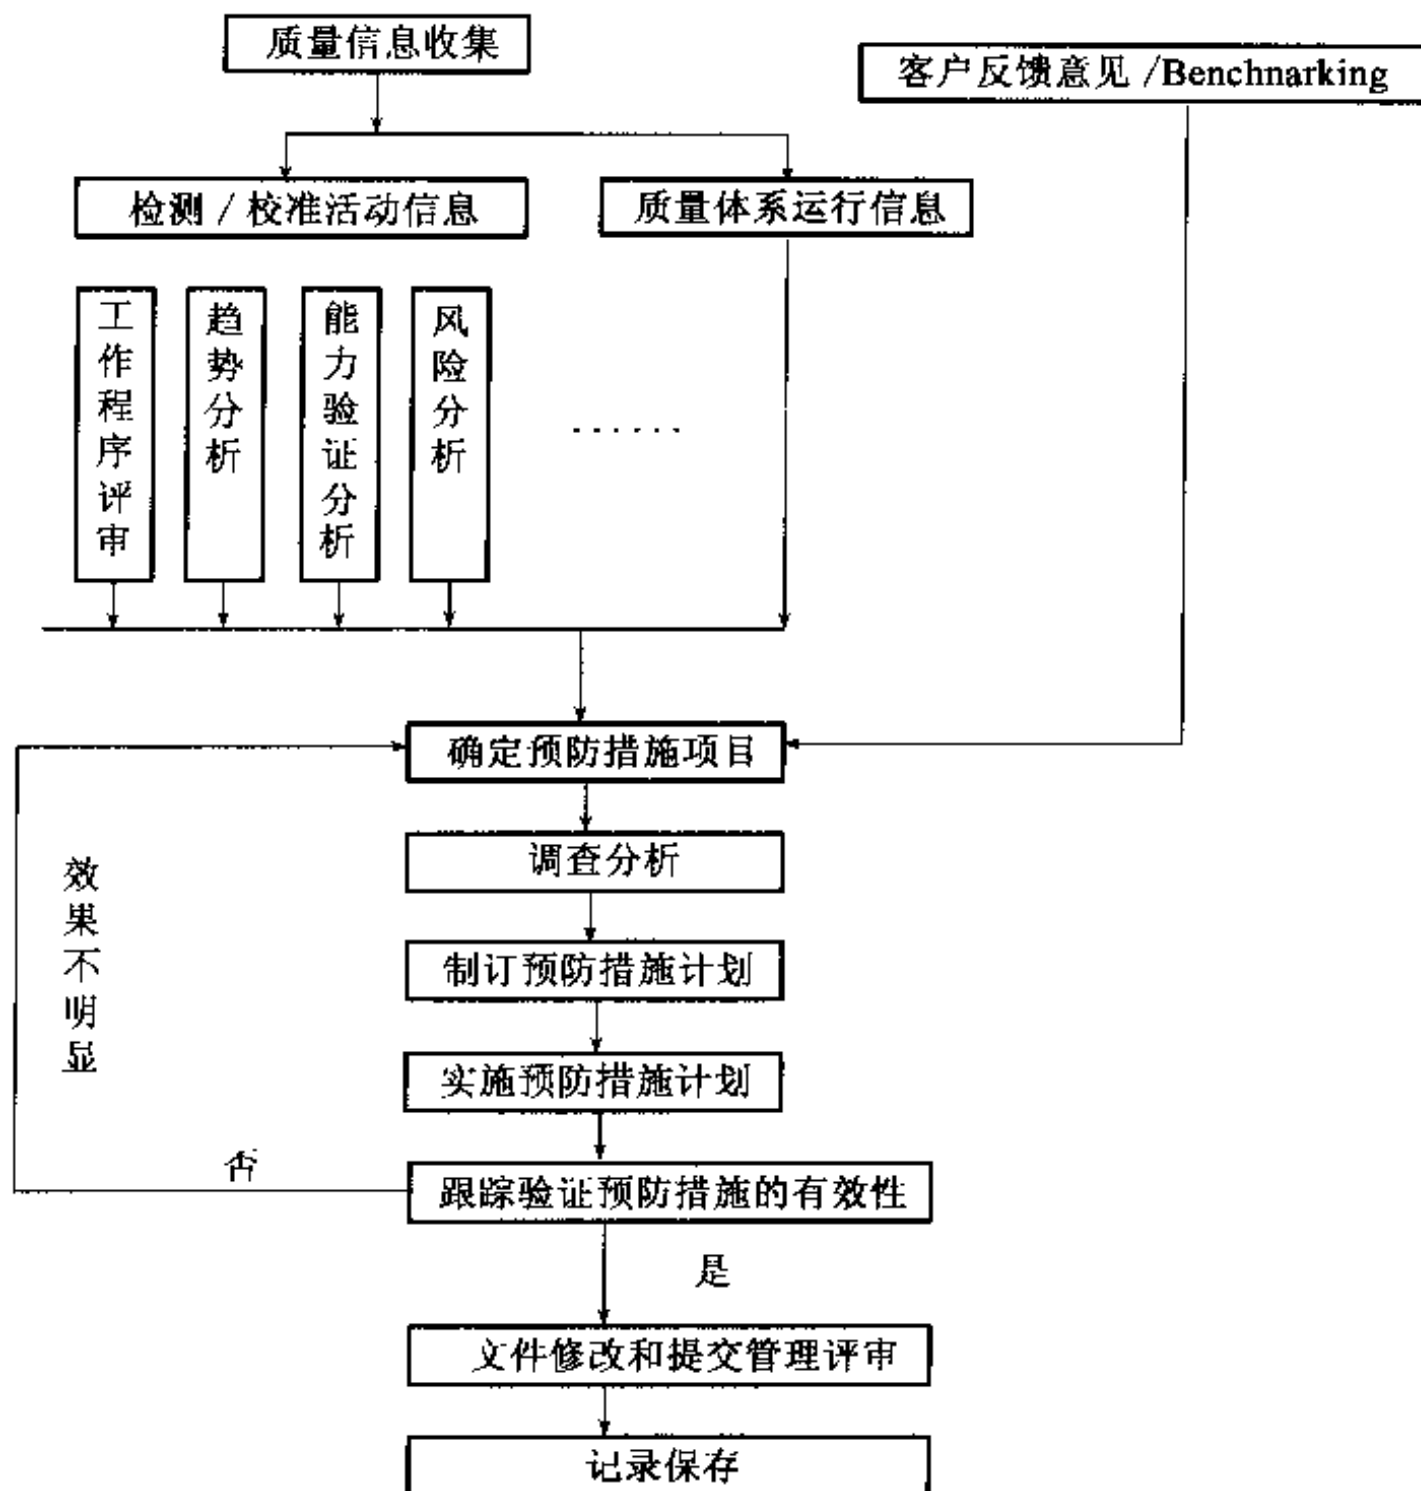 质量信息收集
客户反馈意见 /Benchnarking
检测 / 校准活动信息
质量体系运行信息
工作程序评审
趋势分析
能力验证分析
风险分析
......
确定预防措施项目
调查分析
制订预防措施计划
实施预防措施计划
效果不明显
否
跟踪验证预防措施的有效性
是
文件修改和提交管理评审
记录保存